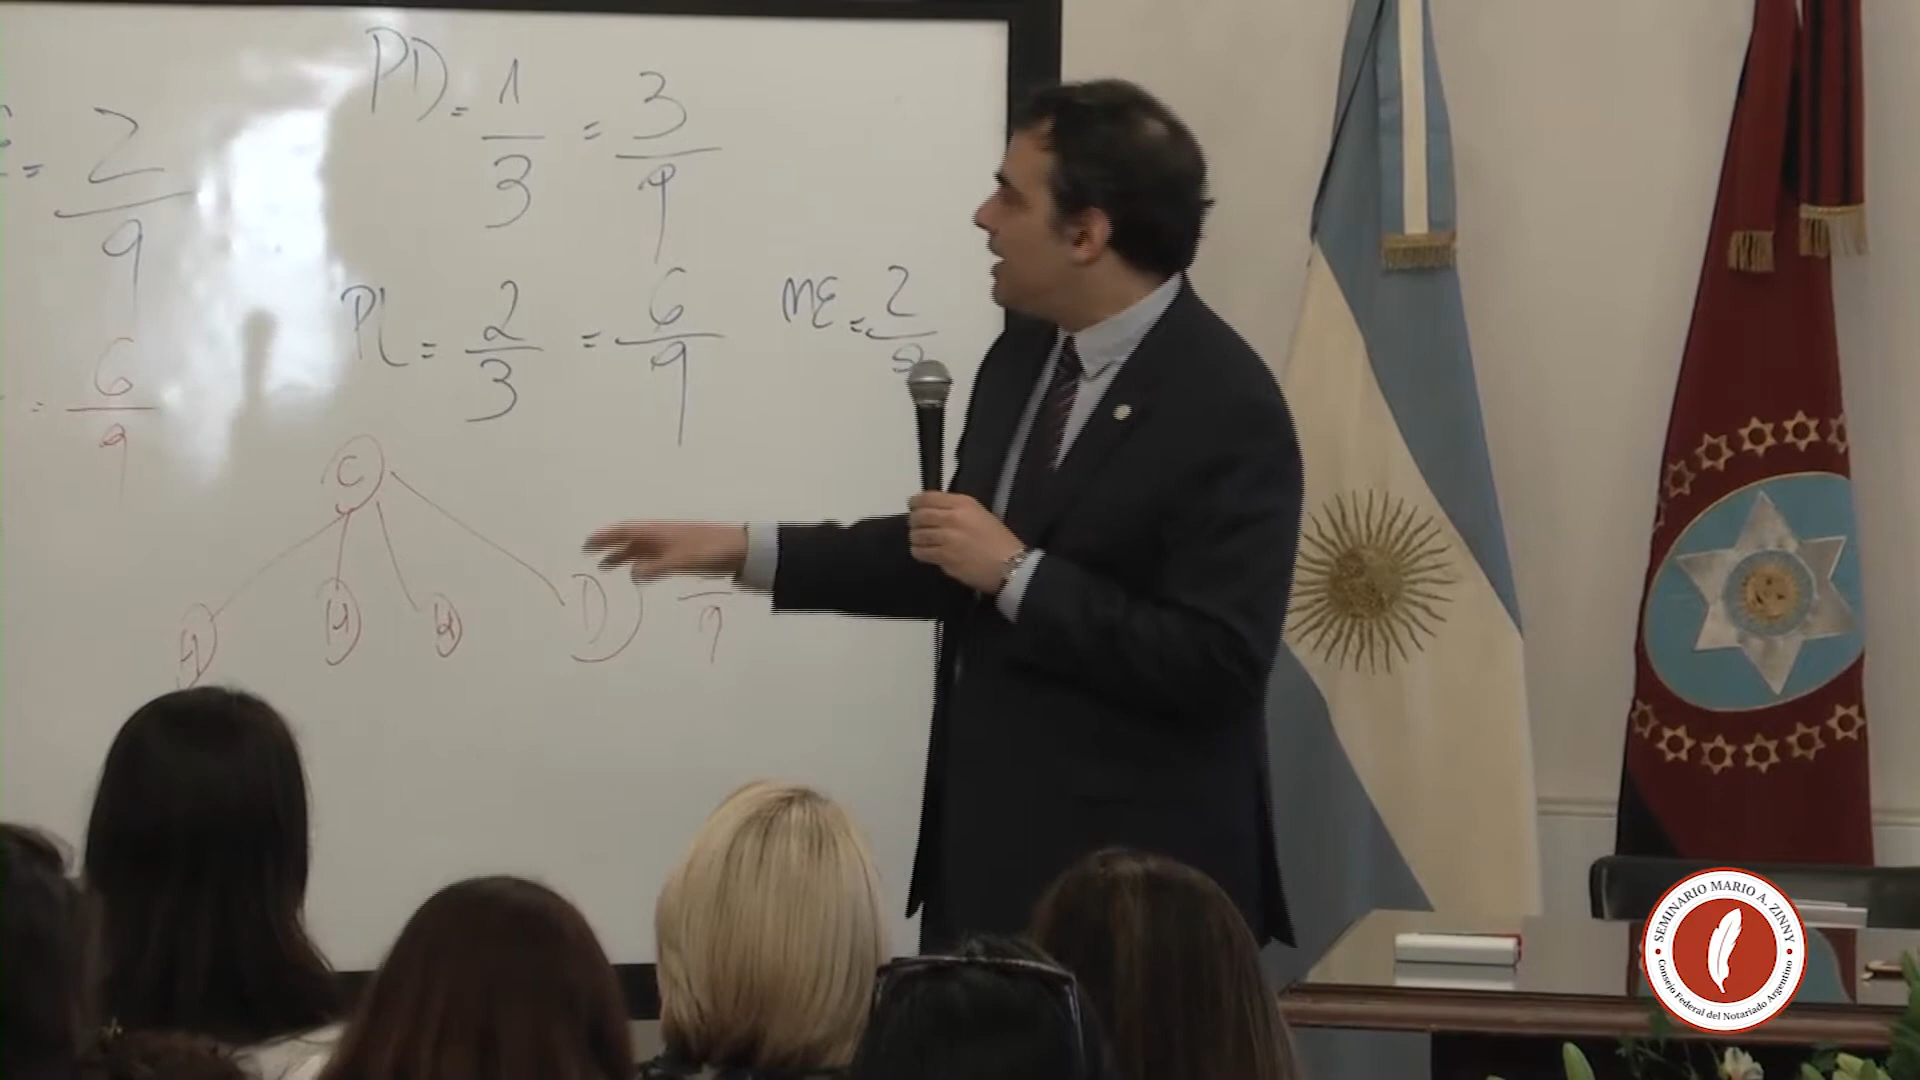 PD = 1/3 = 3/9
= 2/9
PL = 2/3 = 6/9
ME = 2/9
= 6/9
C
H H H D
9
SEMINARIO MARIO A. ZINNY
Consejo Federal del Notariado Argentino